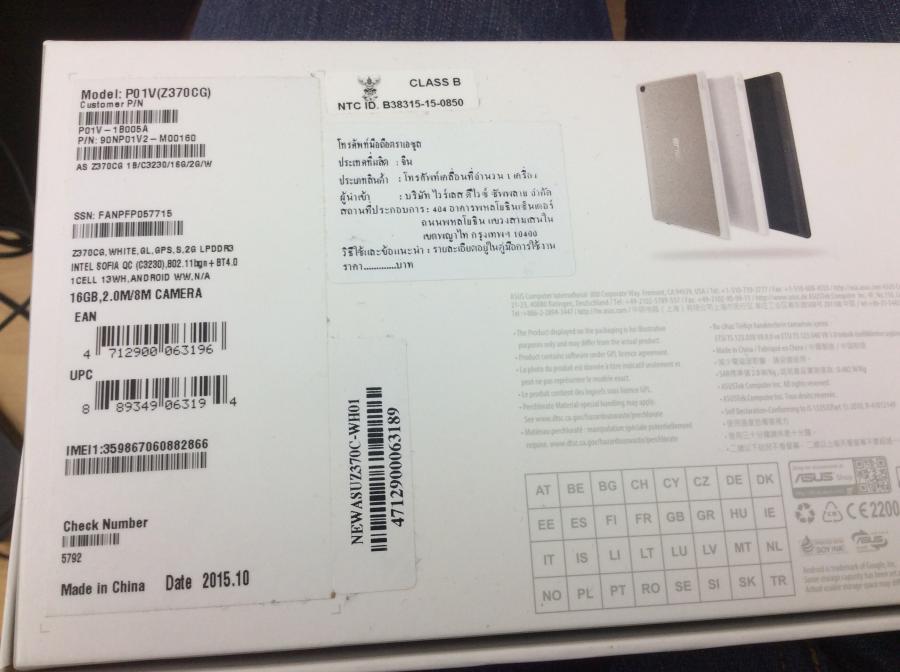 Model: P01V(Z370CG)
Customer P/N
P01V-1B005A
P/N: 90NP01V2-M00160
AS Z370CG 1B/C3230/16G/2G/W
SSN: FANPFP057715
Z370CG,WHITE,GL,GPS,S,2G LPDDR3
INTEL SOFIA QC (C3230),802.11bgn+BT4.0
1CELL 13WH,ANDROID WW,N/A
16GB,2.0M/8M CAMERA
EAN
4 712900 063196
UPC
8 89349 06319 4
IMEI1:359867060882866
Check Number
5792
Made in China Date 2015.10
CLASS B
NTC ID. B38315-15-0850
โทรศัพท์มือถือตราเอซุส
ประเทศที่ผลิต : จีน
ประเภทสินค้า : โทรศัพท์เคลื่อนที่จำนวน 1 เครื่อง
ผู้นำเข้า : บริษัท ไวร์เลส ดีไวซ์ ซัพพลาย จำกัด
สถานที่ประกอบการ : 404 อาคารพหลโยธินเซ็นเตอร์
ถนนพหลโยธิน แขวงสามเสนใน
เขตพญาไท กรุงเทพฯ 10400
วิธีใช้และข้อแนะนำ : รายละเอียดอยู่ในคู่มือการใช้งาน
ราคา.............บาท
NEWASUZ370C-WH01
4712900063189
• The Product displayed on the packaging is for illustrative
purposes only and may differ from the actual product.
• Product contains software under GPL licence agreement.
• La photo du produit est donnée à titre indicatif seulement et
peut ne pas représenter le modèle exact.
• Le produit contient des logiciels sous licence GPL.
• Perchlorate Material-special handling may apply.
See www.dtsc.ca.gov/hazardouswaste/perchlorate
• Matériau perchlorate : manipulation spéciale potentiellement
requise. www.dtsc.ca.gov/hazardouswaste/perchlorate
• Made in China / Fabriqué en China
• ASUSTek Computer Inc. All rights reserved.
• ASUSTek Computer Inc. Tous droits réservés.
AT BE BG CH CY CZ DE DK
EE ES FI FR GB GR HU IE
IT IS LI LT LU LV MT NL
NO PL PT RO SE SI SK TR
ASUS Shop
CE2200
SOY INK
ASUS
Android is trademark of Google, Inc.